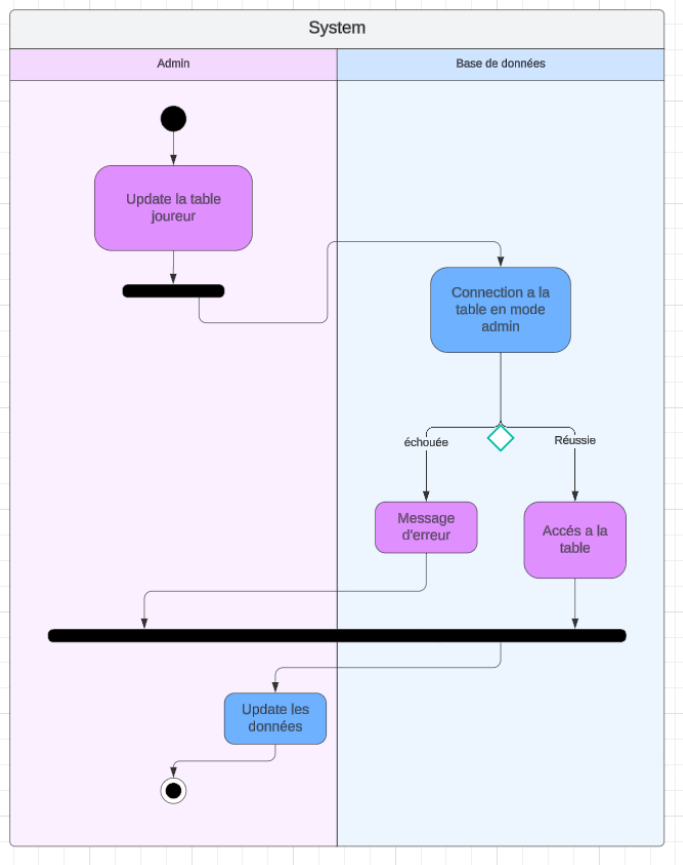 System
Admin
Base de données
Update la table
joureur
Connection a la
table en mode
admin
échouée
Réussie
Message
d'erreur
Accés a la
table
Update les
données